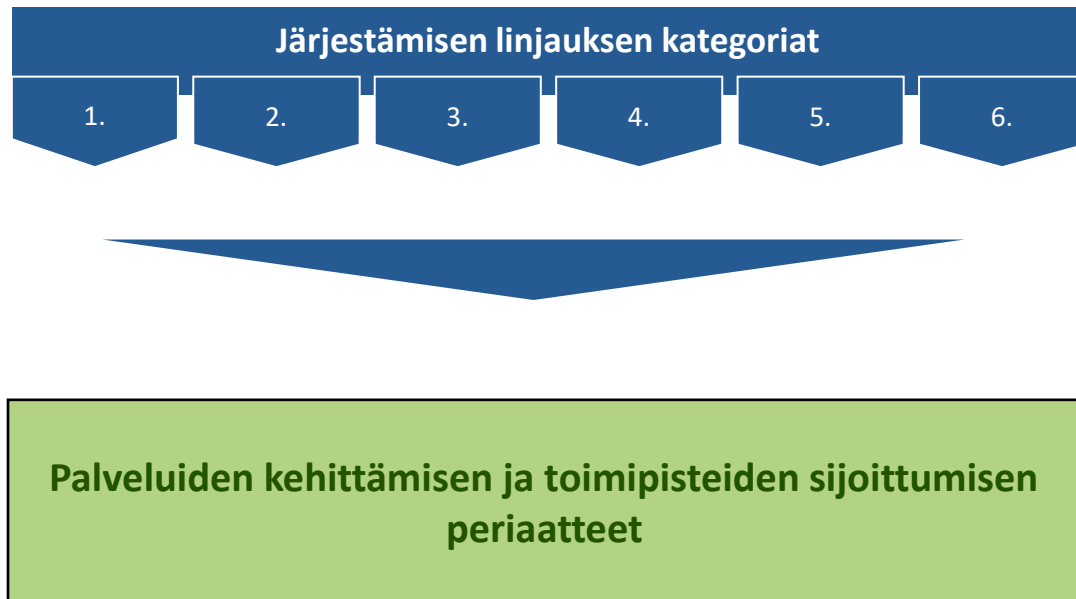 Järjestämisen linjauksen kategoriat
1. 2. 3. 4. 5. 6.
Palveluiden kehittämisen ja toimipisteiden sijoittumisen
periaatteet